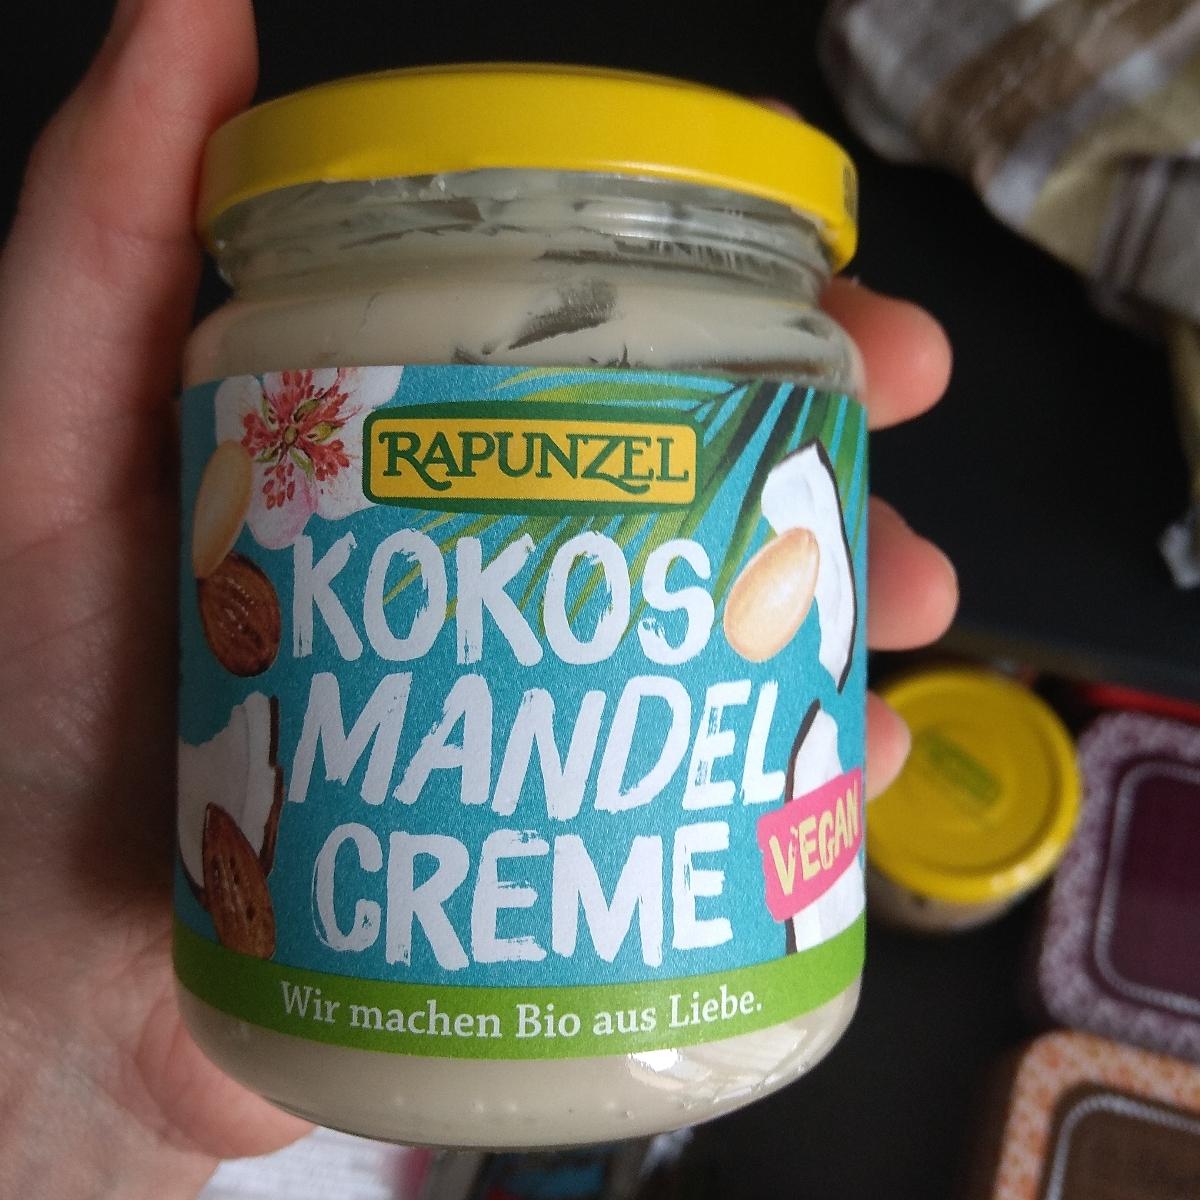 RAPUNZEL
KOKOS
MANDEL
CREME
VEGAN
Wir machen Bio aus Liebe.